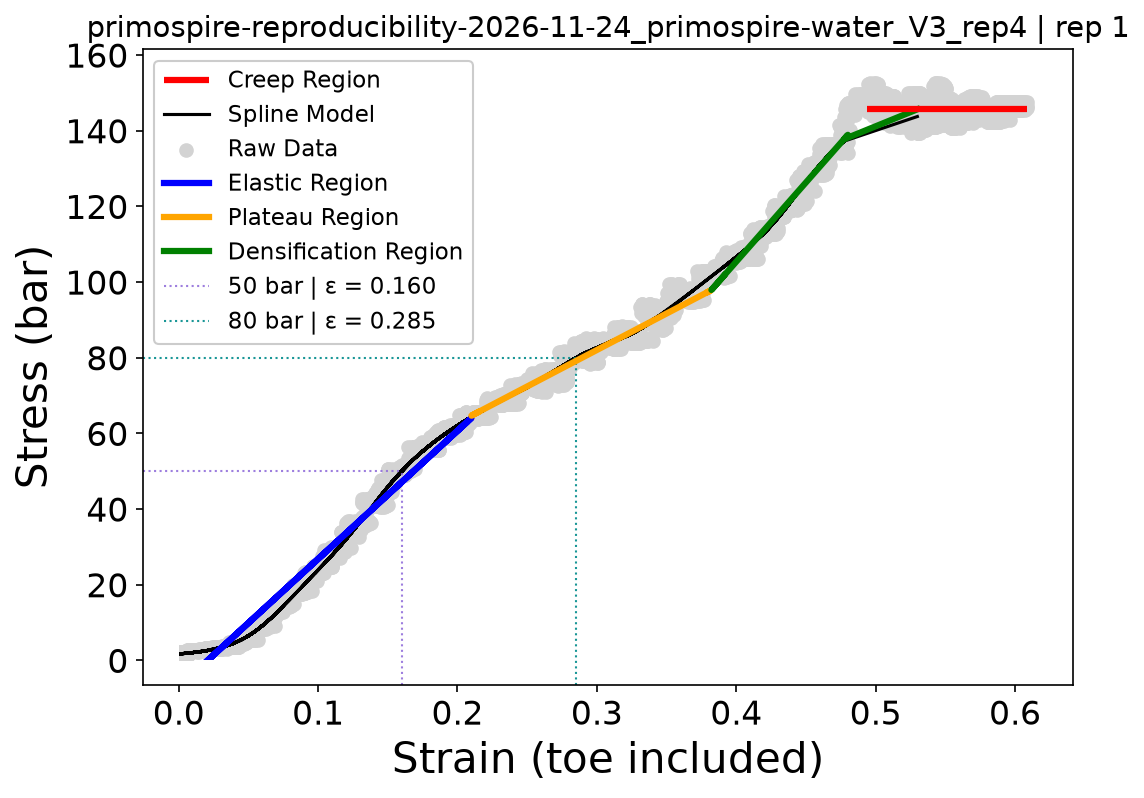 primospire-reproducibility-2026-11-24_primospire-water_V3_rep4 | rep 1
160
140
120
100
80
60
40
20
0
Stress (bar)
Creep Region
Spline Model
Raw Data
Elastic Region
Plateau Region
Densification Region
50 bar | ε = 0.160
80 bar | ε = 0.285
0.0 0.1 0.2 0.3 0.4 0.5 0.6
Strain (toe included)